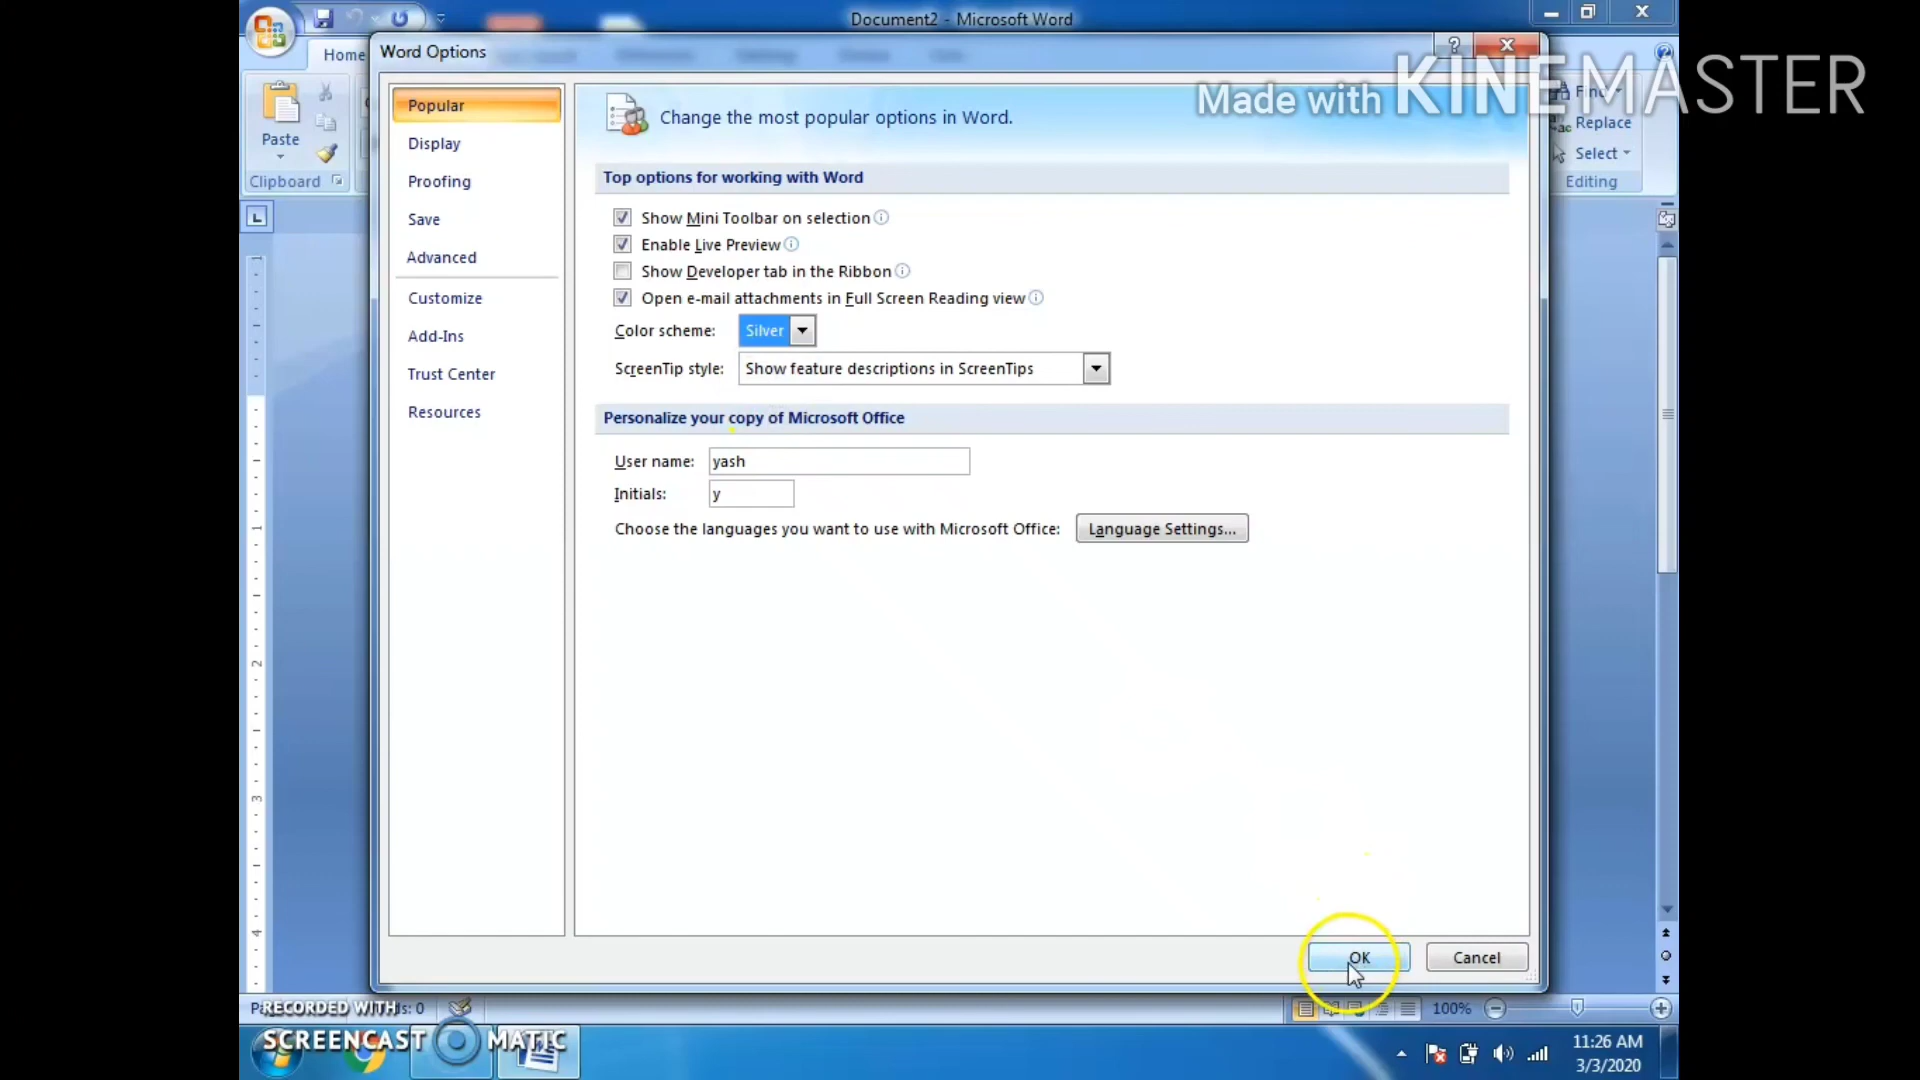 Document2 - Microsoft Word
Home
Word Options
Made with KINEMASTER
Popular
Display
Proofing
Save
Advanced
Customize
Add-Ins
Trust Center
Resources
Change the most popular options in Word.
Top options for working with Word
Show Mini Toolbar on selection
Enable Live Preview
Show Developer tab in the Ribbon
Open e-mail attachments in Full Screen Reading view
Color scheme: Silver
ScreenTip style: Show feature descriptions in ScreenTips
Personalize your copy of Microsoft Office
User name: yash
Initials: y
Choose the languages you want to use with Microsoft Office: Language Settings...
OK
Cancel
Paste
Clipboard
Find
Replace
Select
Editing
RECORDED WITH
: 0
100%
SCREENCAST MATIC
11:26 AM
3/3/2020